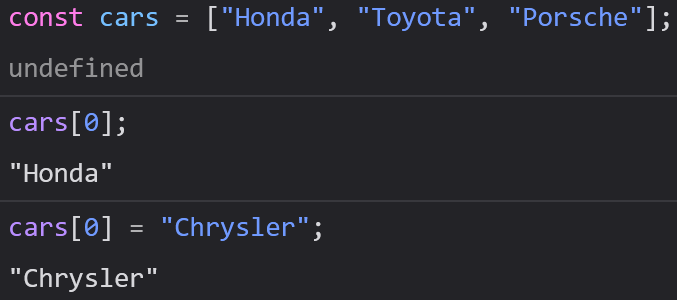 const cars = ["Honda", "Toyota", "Porsche"];
undefined
cars[0];
"Honda"
cars[0] = "Chrysler";
"Chrysler"